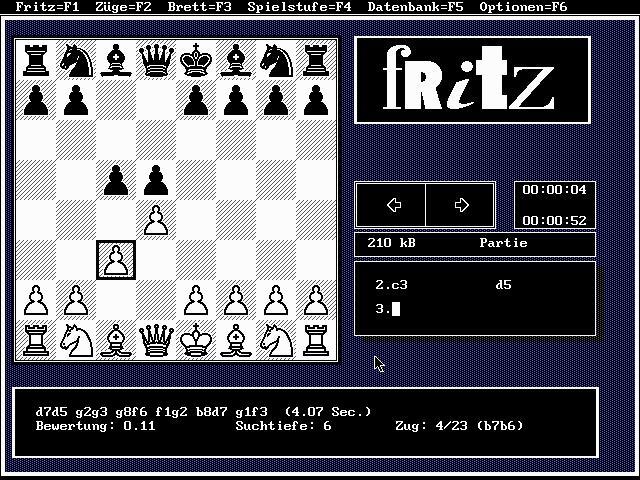 Fritz=F1 Züge=F2 Brett=F3 Spielstufe=F4 Datenbank=F5 Optionen=F6
fRitz
00:00:04
00:00:52
210 kB Partie
2.c3 d5
3.
d7d5 g2g3 g8f6 f1g2 b8d7 g1f3 (4.07 Sec.)
Bewertung: 0.11 Suchtiefe: 6 Zug: 4/23 (b7b6)